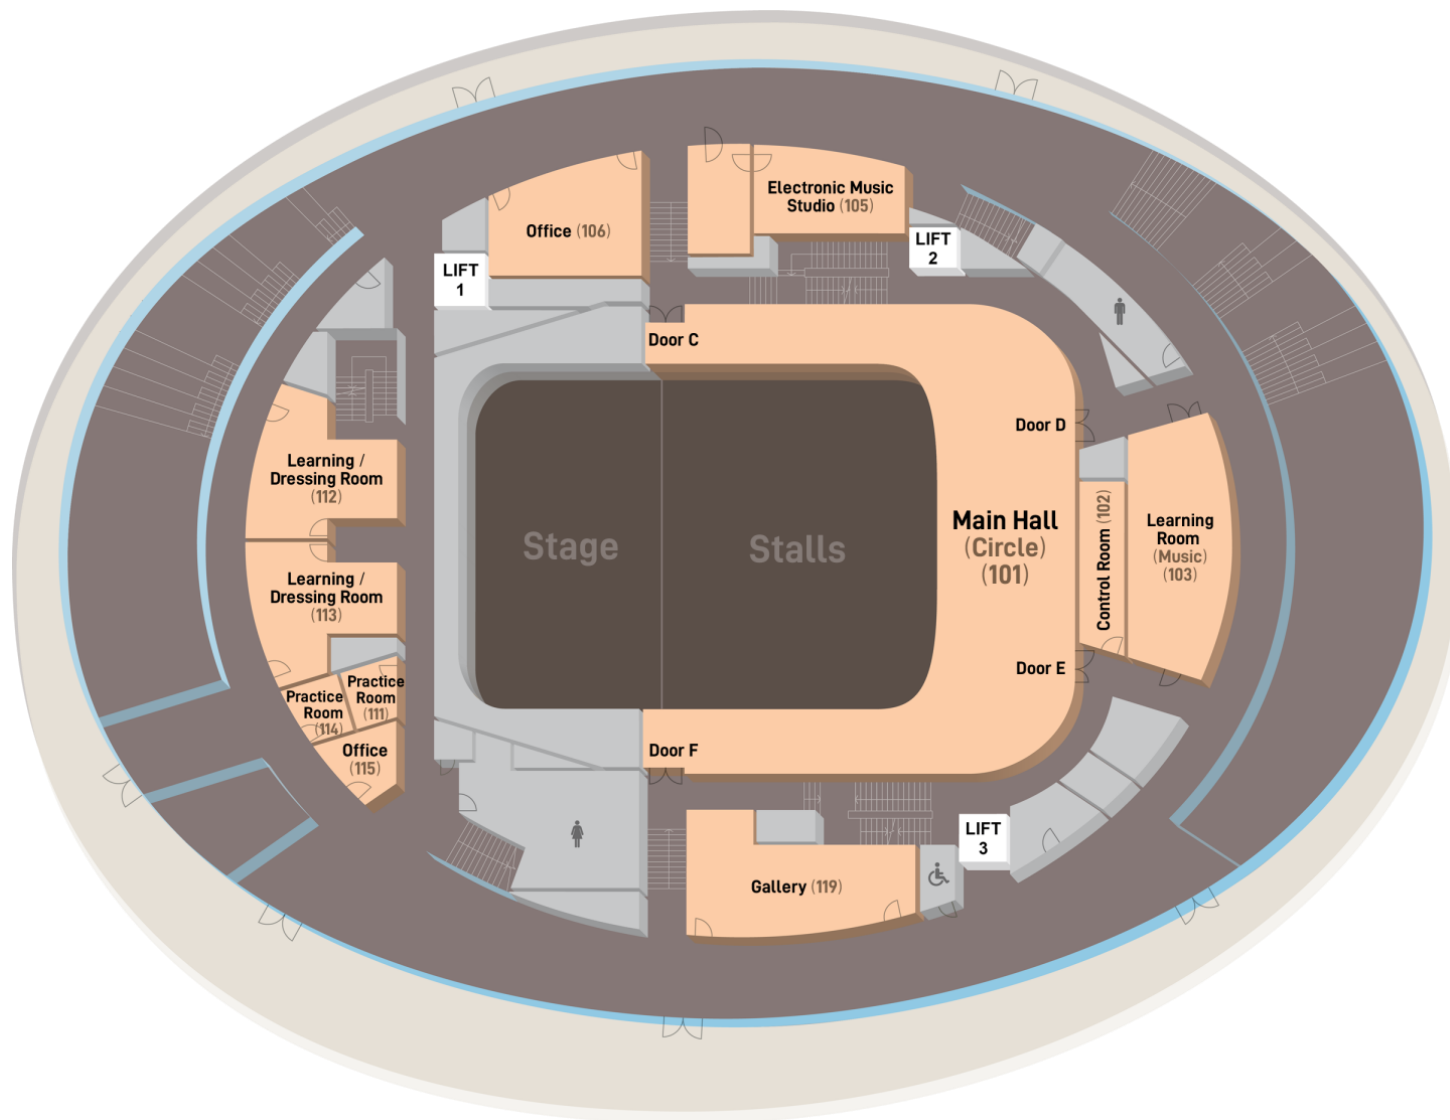 Electronic Music
Studio (105)
Office (106)
LIFT
1
LIFT
2
Door C
Door D
Learning /
Dressing Room
(112)
Learning /
Dressing Room
(113)
Stage
Stalls
Main Hall
(Circle)
(101)
Control Room (102)
Learning
Room
(Music)
(103)
Practice
Room
(111)
Practice
Room
(114)
Office
(115)
Door E
Door F
LIFT
3
Gallery (119)